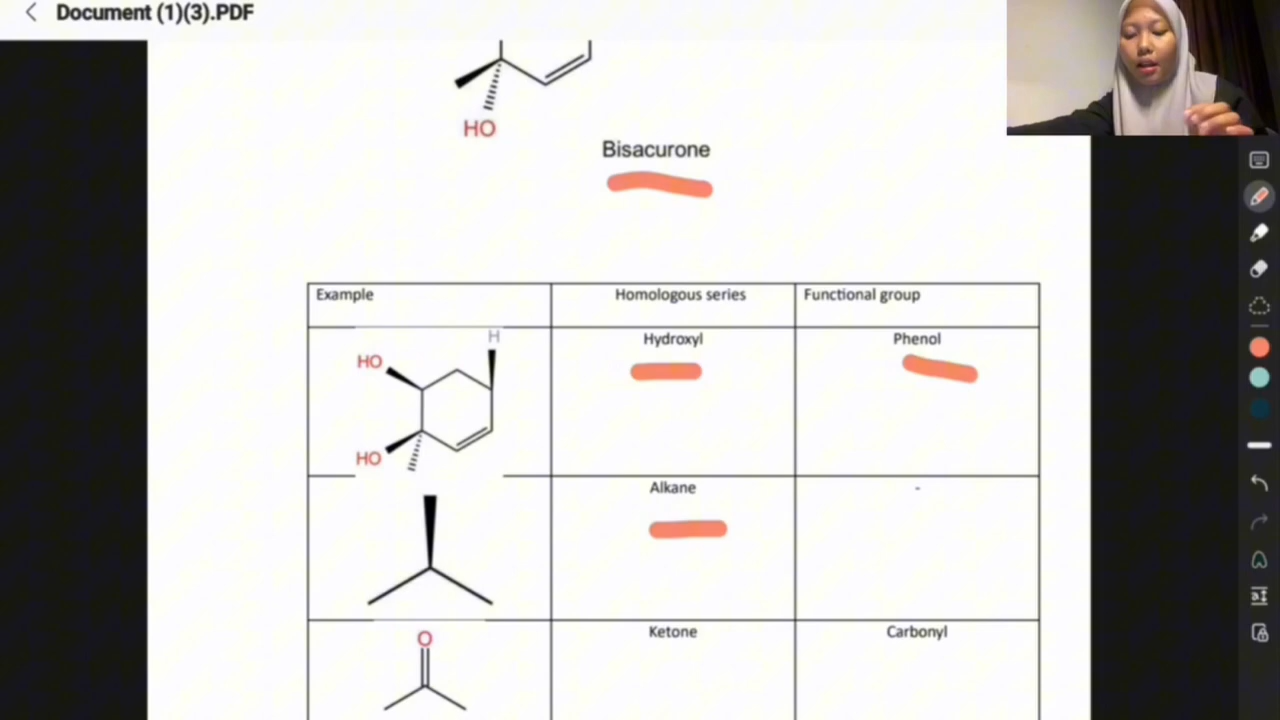 Document (1)(3).PDF
HO
Bisacurone
Example Homologous series Functional group
H
Hydroxyl Phenol
HO
HO
Alkane -
Ketone Carbonyl
O